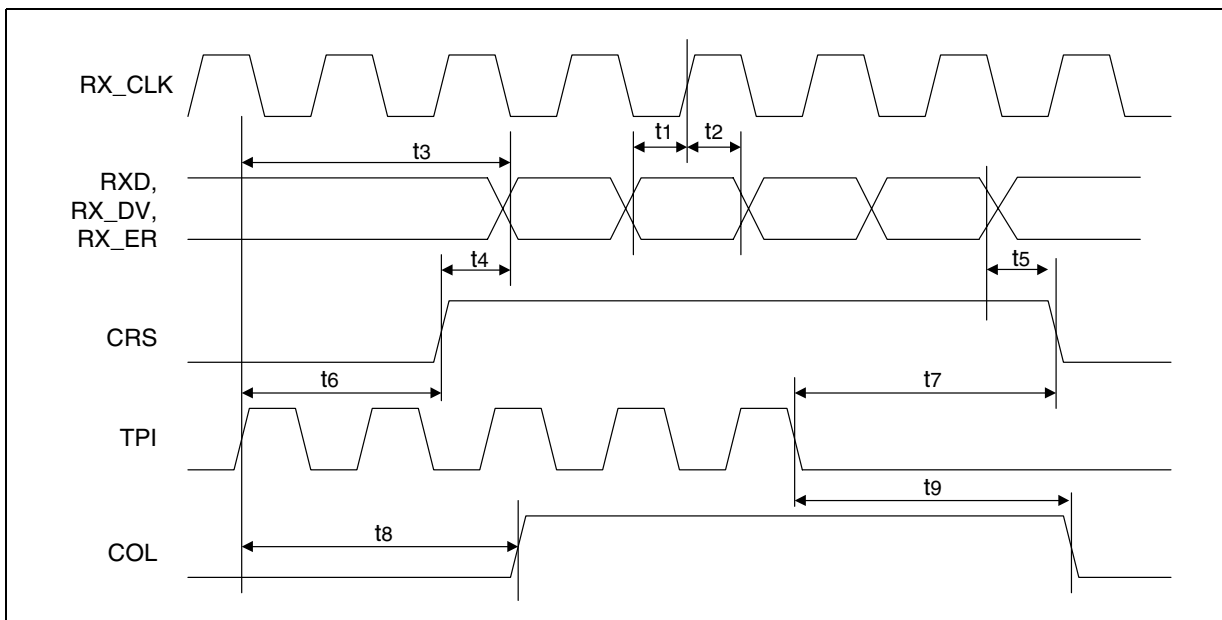 RX_CLK
t1
t2
t3
RXD,
RX_DV,
RX_ER
t4
t5
CRS
t6
t7
TPI
t9
t8
COL